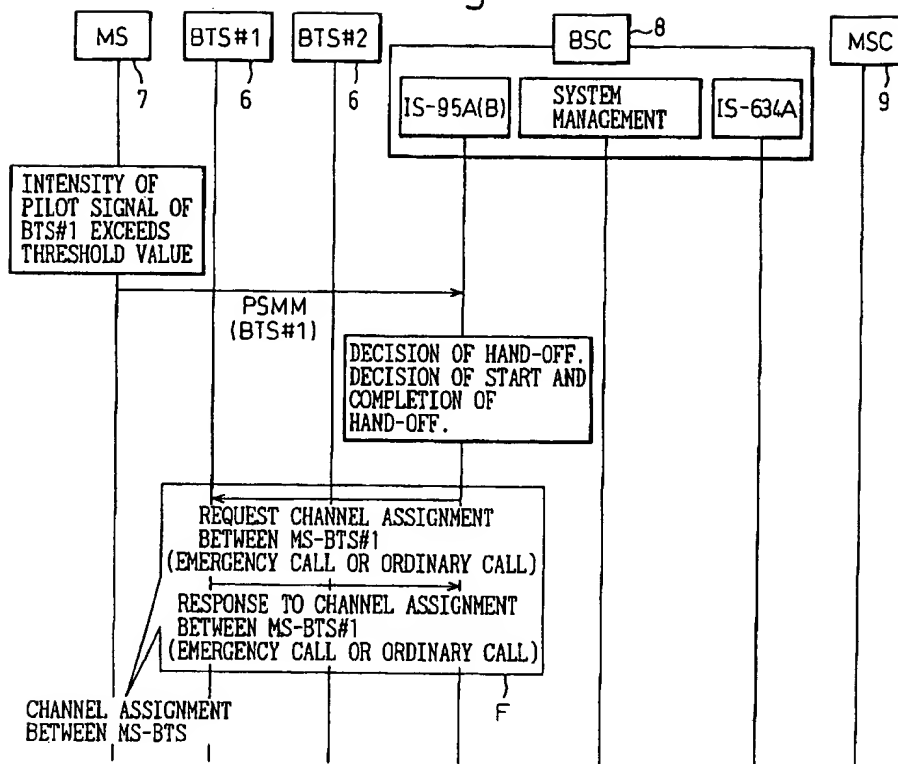 MS
BTS#1
BTS#2
BSC
8
MSC
7
6
6
9
IS-95A(B)
SYSTEM
MANAGEMENT
IS-634A
INTENSITY OF
PILOT SIGNAL OF
BTS#1 EXCEEDS
THRESHOLD VALUE
PSMM
(BTS#1)
DECISION OF HAND-OFF.
DECISION OF START AND
COMPLETION OF
HAND-OFF.
REQUEST CHANNEL ASSIGNMENT
BETWEEN MS-BTS#1
(EMERGENCY CALL OR ORDINARY CALL)
RESPONSE TO CHANNEL ASSIGNMENT
BETWEEN MS-BTS#1
(EMERGENCY CALL OR ORDINARY CALL)
F
CHANNEL ASSIGNMENT
BETWEEN MS-BTS